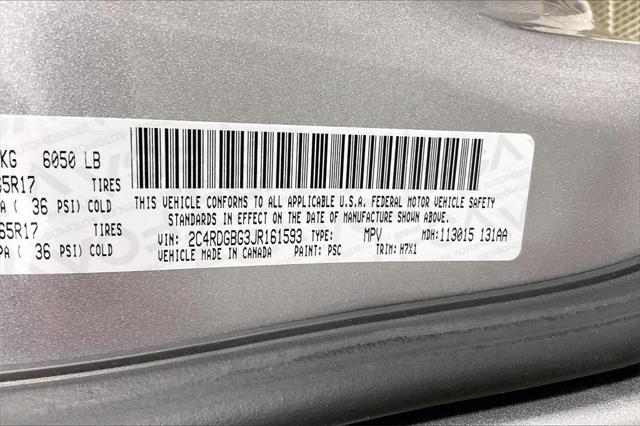 KG 6050 LB
65R17 TIRES
PA ( 36 PSI) COLD
65R17 TIRES
PA ( 36 PSI) COLD
THIS VEHICLE CONFORMS TO ALL APPLICABLE U.S.A. FEDERAL MOTOR VEHICLE SAFETY
STANDARDS IN EFFECT ON THE DATE OF MANUFACTURE SHOWN ABOVE.
VIN: 2C4RDGBG3JR161593 TYPE: MPV MDH: 113015 131AA
VEHICLE MADE IN CANADA PAINT: PSC TRIM: H7X1